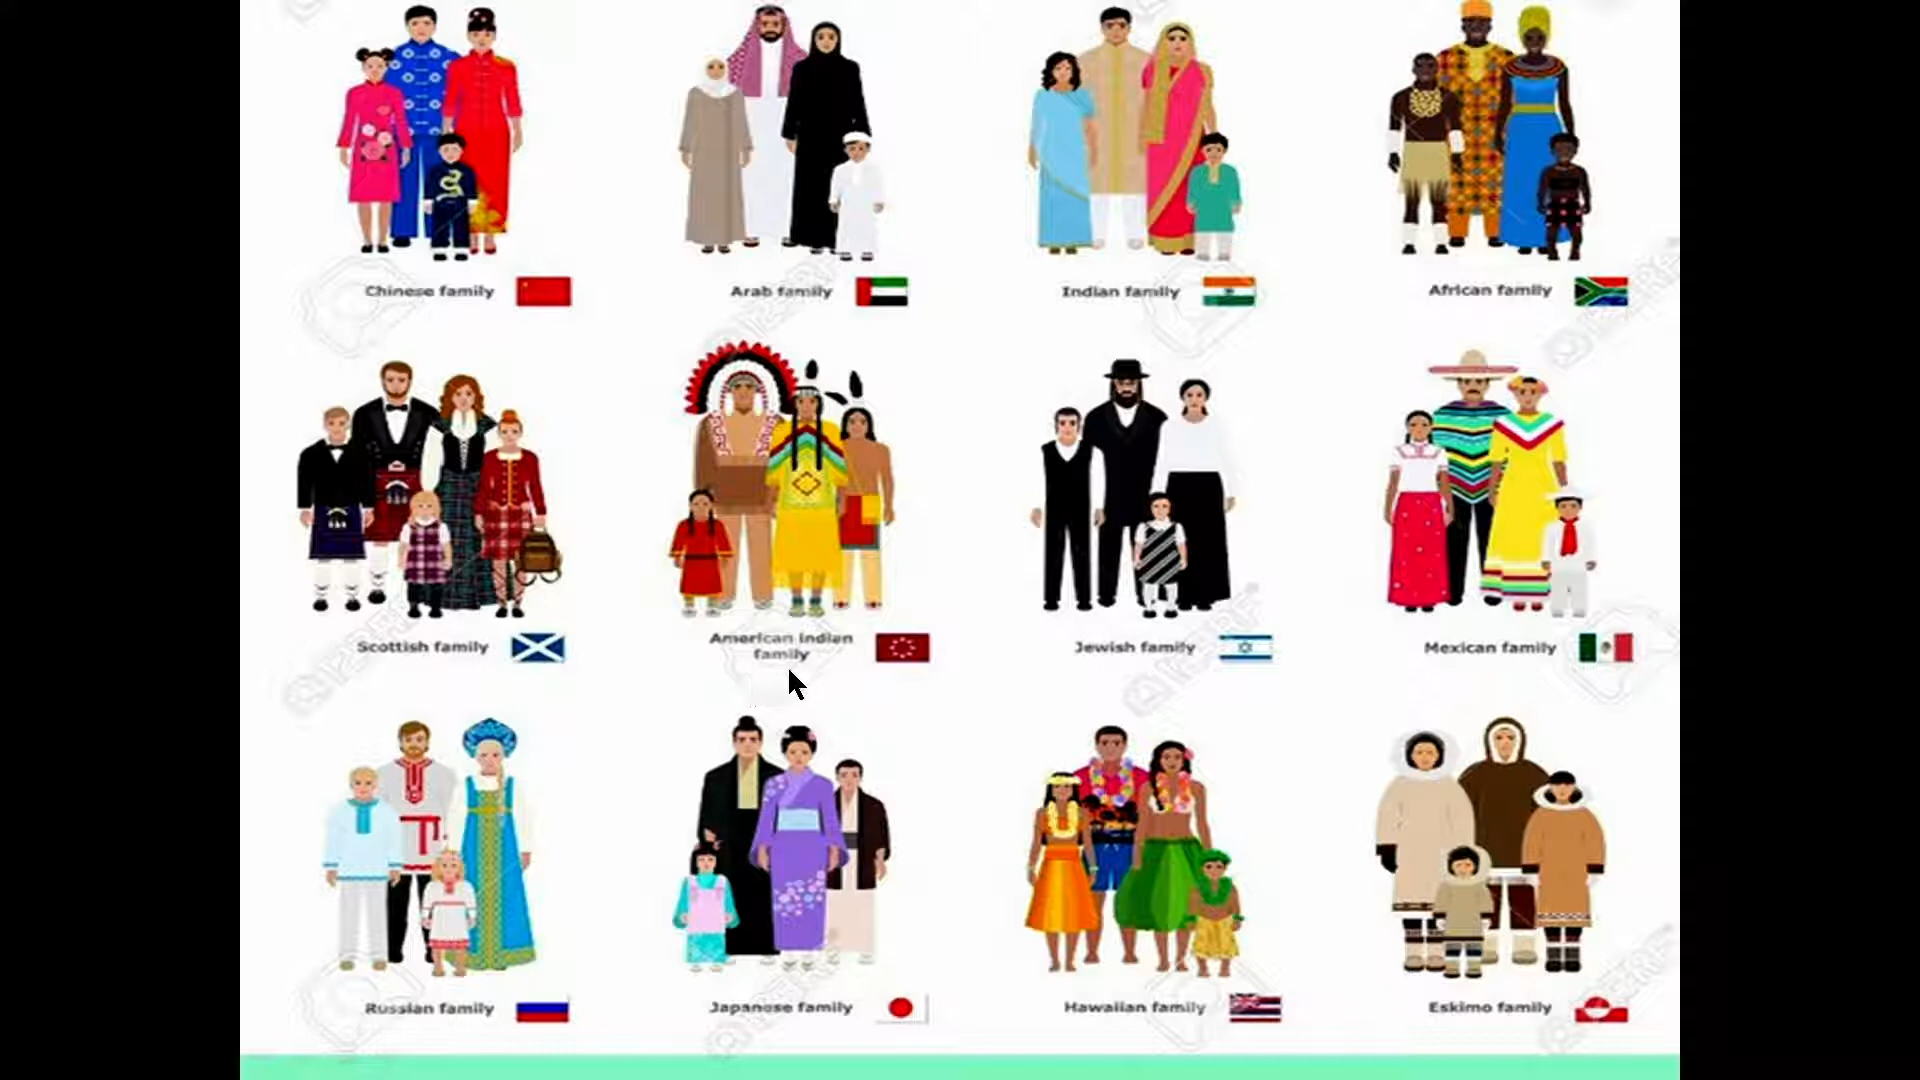 Chinese family
Arab family
Indian family
African family
Scottish family
American Indian
family
Jewish family
Mexican family
Russian family
Japanese family
Hawaiian family
Eskimo family